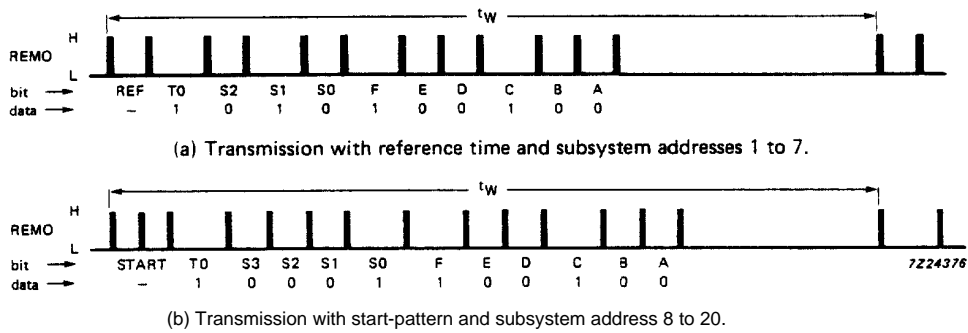 tW
H
REMO
L
bit → REF T0 S2 S1 S0 F E D C B A
data → – 1 0 1 0 1 0 0 1 0 0
(a) Transmission with reference time and subsystem addresses 1 to 7.
tW
H
REMO
L
bit → START T0 S3 S2 S1 S0 F E D C B A 7Z24376
data → – 1 0 0 0 1 1 0 0 1 0 0
(b) Transmission with start-pattern and subsystem address 8 to 20.